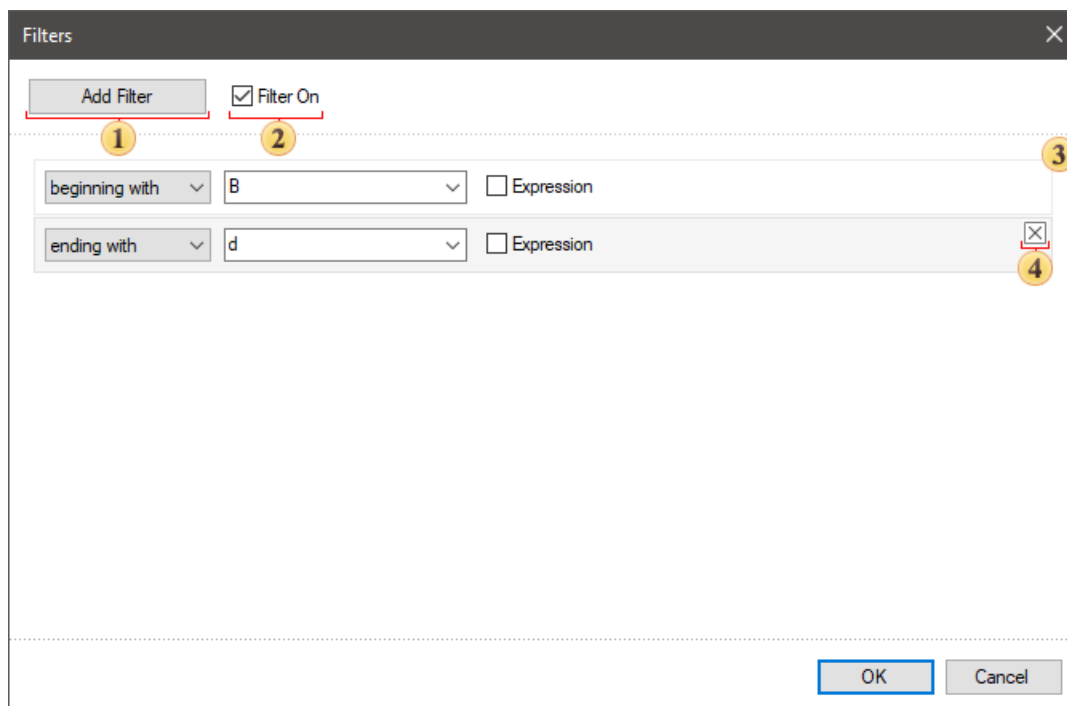 Filters
Add Filter
Filter On
1
2
3
beginning with
B
Expression
ending with
d
Expression
4
OK
Cancel